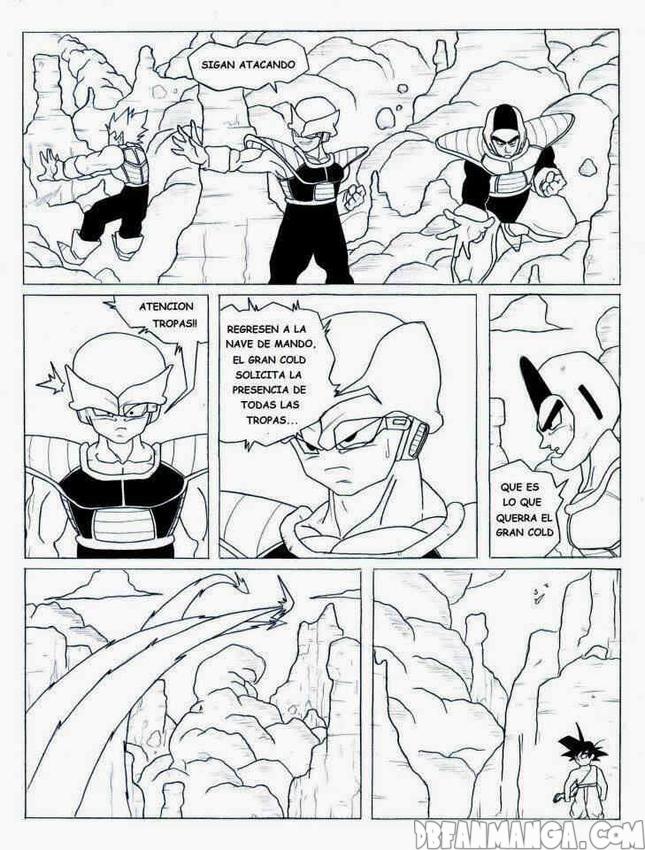 SIGAN ATACANDO
ATENCION
TROPAS!!
REGRESEN A LA
NAVE DE MANDO,
EL GRAN COLD
SOLICITA LA
PRESENCIA DE
TODAS LAS
TROPAS...
QUE ES
LO QUE
QUERRA EL
GRAN COLD
DBFANMANGA.COM